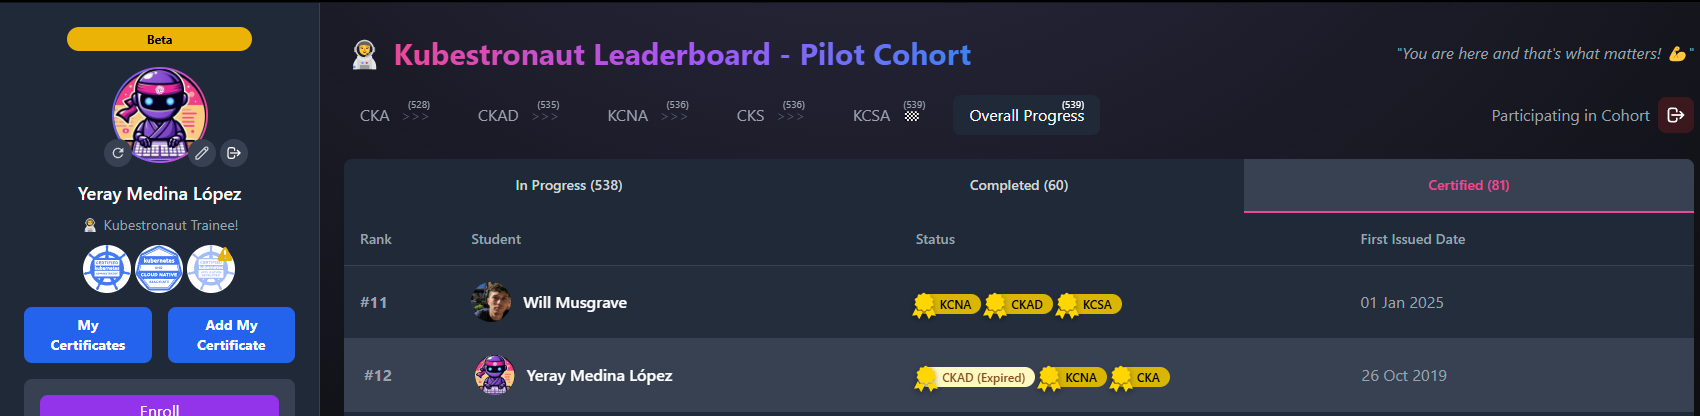 Beta
Yeray Medina López
Kubestronaut Trainee!
My
Certificates
Add My
Certificate
Enroll
Kubestronaut Leaderboard - Pilot Cohort
"You are here and that's what matters! 💪"
CKA (528) >>>
CKAD (535) >>>
KCNA (536) >>>
CKS (536) >>>
KCSA (539)
Overall Progress (539)
Participating in Cohort
In Progress (538) Completed (60) Certified (81)
Rank Student Status First Issued Date
#11 Will Musgrave KCNA CKAD KCSA 01 Jan 2025
#12 Yeray Medina López CKAD (Expired) KCNA CKA 26 Oct 2019